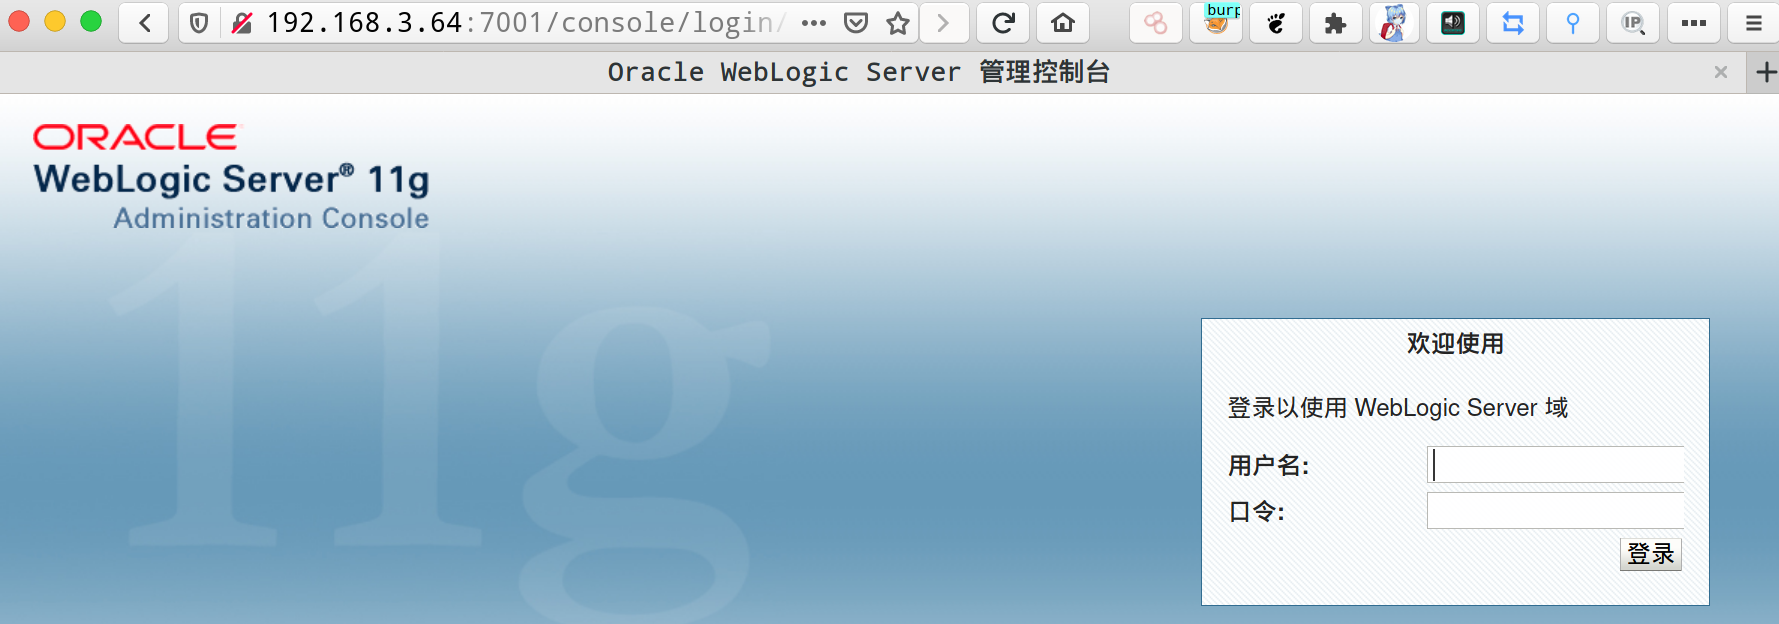 192.168.3.64:7001/console/login/
burp
IP
Oracle WebLogic Server 管理控制台
ORACLE
WebLogic Server® 11g
Administration Console
11g
欢迎使用
登录以使用 WebLogic Server 域
用户名:
口令:
登录